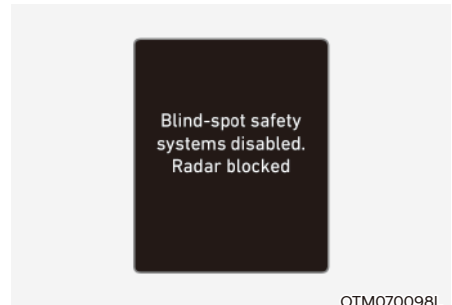 Blind-spot safety
systems disabled.
Radar blocked
OTM070098L